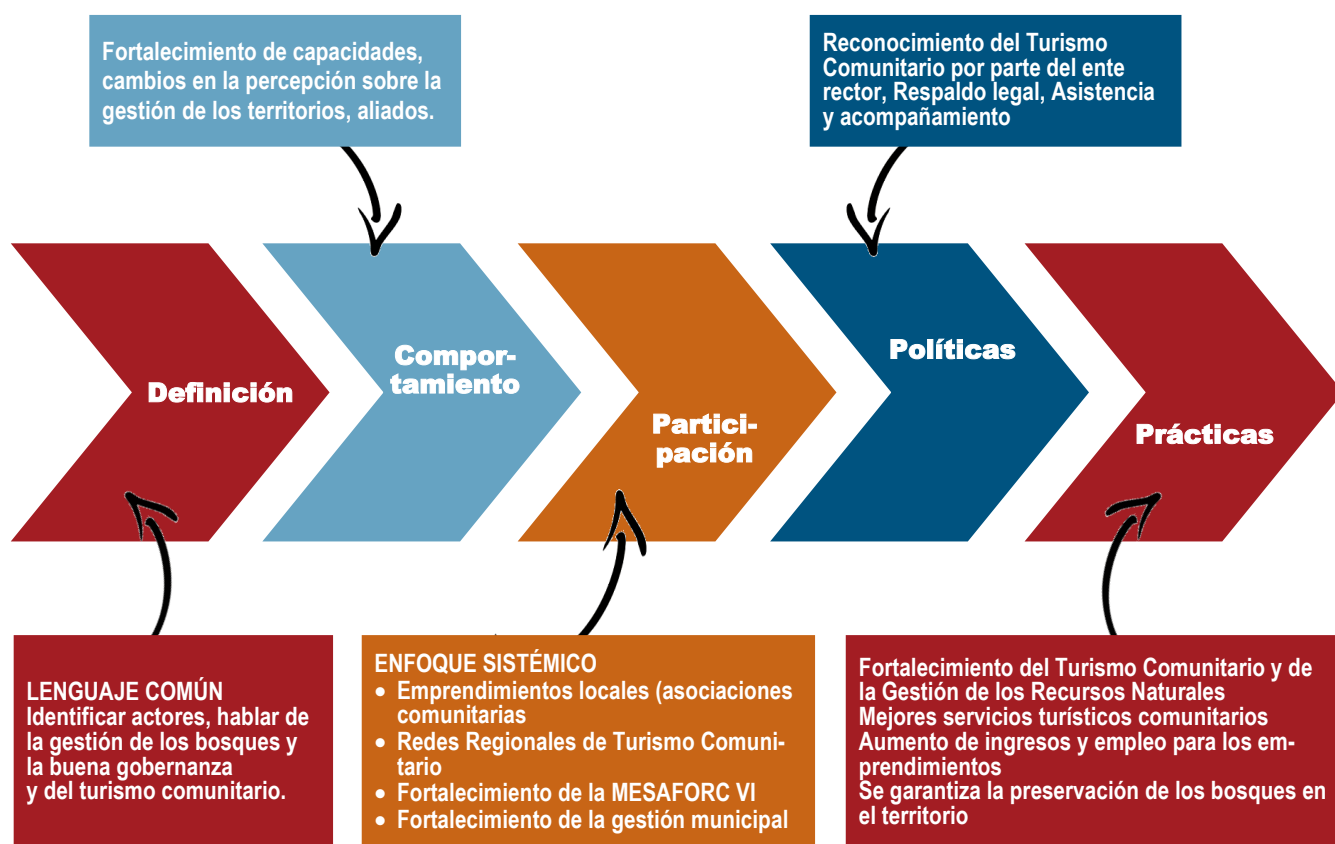 Fortalecimiento de capacidades,
cambios en la percepción sobre la
gestión de los territorios, aliados.
Reconocimiento del Turismo
Comunitario por parte del ente
rector, Respaldo legal, Asistencia
y acompañamiento
Definición
Compor-
tamiento
Partici-
pación
Políticas
Prácticas
LENGUAJE COMÚN
Identificar actores, hablar de
la gestión de los bosques y
la buena gobernanza
y del turismo comunitario.
ENFOQUE SISTÉMICO
• Emprendimientos locales (asociaciones
comunitarias
• Redes Regionales de Turismo Comuni-
tario
• Fortalecimiento de la MESAFORC VI
• Fortalecimiento de la gestión municipal
Fortalecimiento del Turismo Comunitario y de
la Gestión de los Recursos Naturales
Mejores servicios turísticos comunitarios
Aumento de ingresos y empleo para los em-
prendimientos
Se garantiza la preservación de los bosques en
el territorio